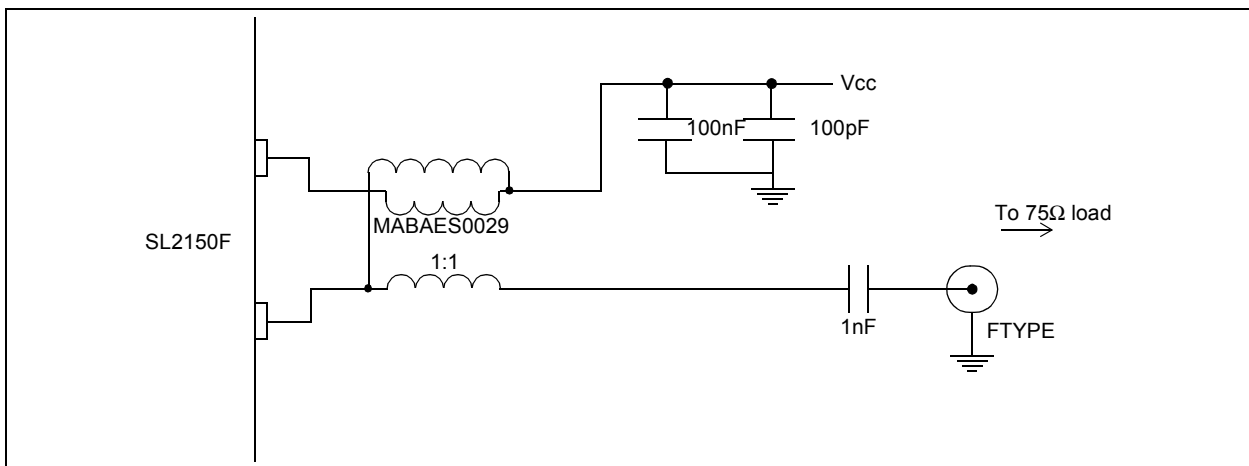 Vcc
100nF
100pF
MABAES0029
To 75Ω load
SL2150F
1:1
1nF
FTYPE